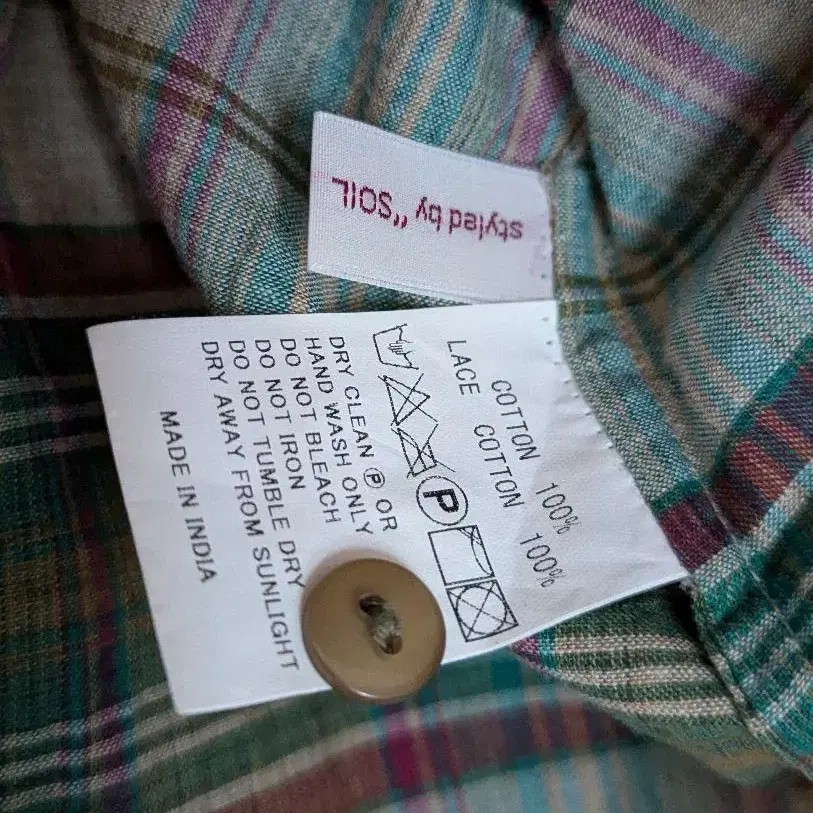 styled by "SOIL
COTTON 100%
LACE COTTON 100%
P
DRY CLEAN Ⓟ OR
HAND WASH ONLY
DO NOT BLEACH
DO NOT IRON
DO NOT TUMBLE DRY
DRY AWAY FROM SUNLIGHT
MADE IN INDIA